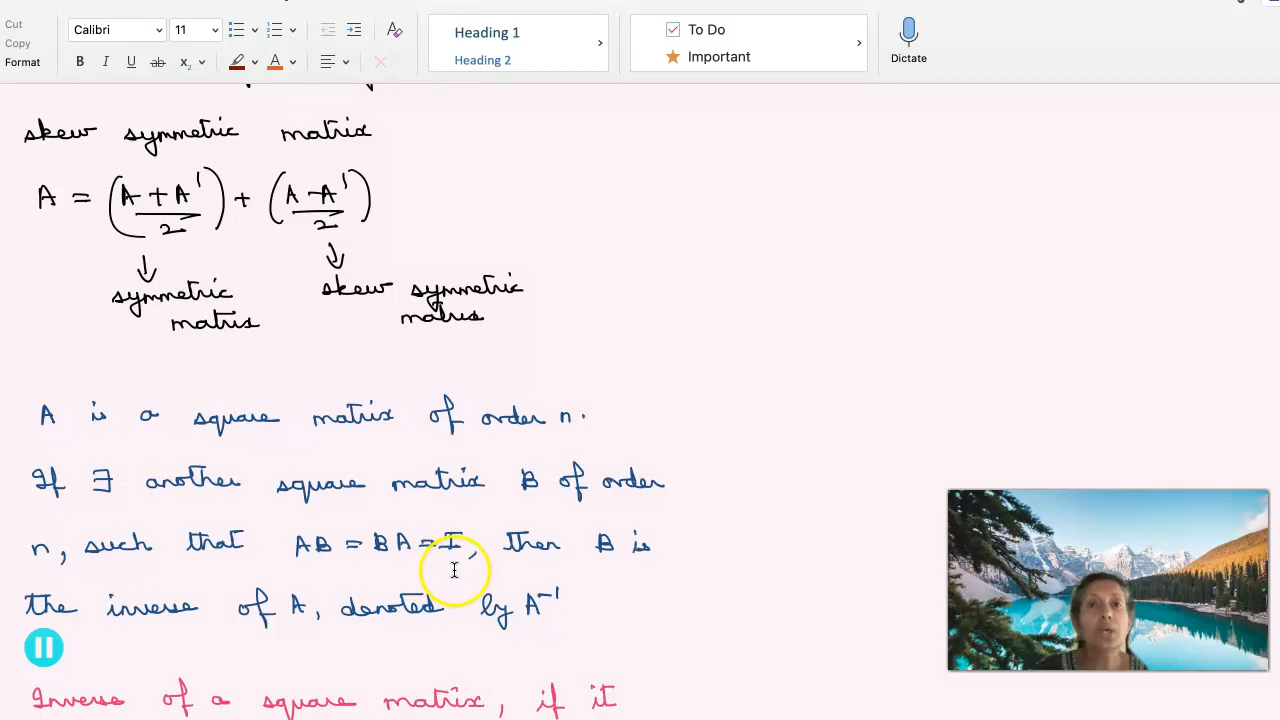 Cut
Copy
Format
Calibri 11
B I U ab x₂ A
Heading 1
Heading 2
To Do
Important
Dictate
skew symmetric matrix
A = (A + A' / 2) + (A - A' / 2)
symmetric matrix
skew symmetric
A is a square matrix of order n.
If ∃ another square matrix B of order
n, such that AB = BA = I, then B is
the inverse of A, denoted by A⁻¹
Inverse of a square matrix, if it